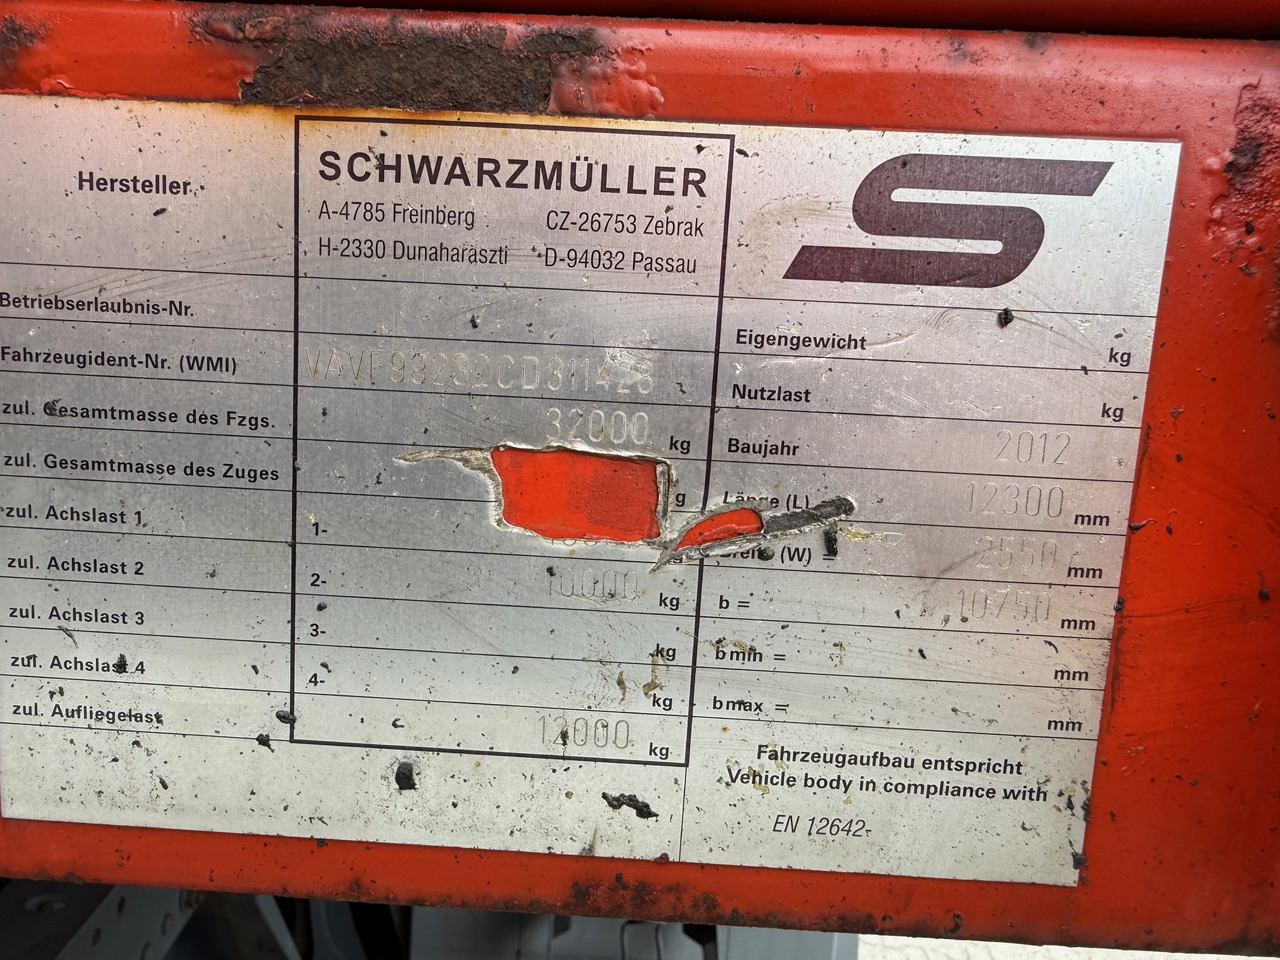 Hersteller
SCHWARZMÜLLER
A-4785 Freinberg CZ-26753 Zebrak
H-2330 Dunaharaszti D-94032 Passau
Betriebserlaubnis-Nr.
Fahrzeugident-Nr. (WMI)
zul. Gesamtmasse des Fzgs. 32000 kg
zul. Gesamtmasse des Zuges g
zul. Achslast 1 1-
zul. Achslast 2 2- 10000 kg
zul. Achslast 3 3- kg
zul. Achslast 4 4- kg
zul. Aufliegelast 12000 kg
Eigengewicht kg
Nutzlast kg
Baujahr 2012
Länge (L) 12300 mm
(W) = 2550 mm
b = 10750 mm
bmin = mm
bmax = mm
Fahrzeugaufbau entspricht
Vehicle body in compliance with
EN 12642-